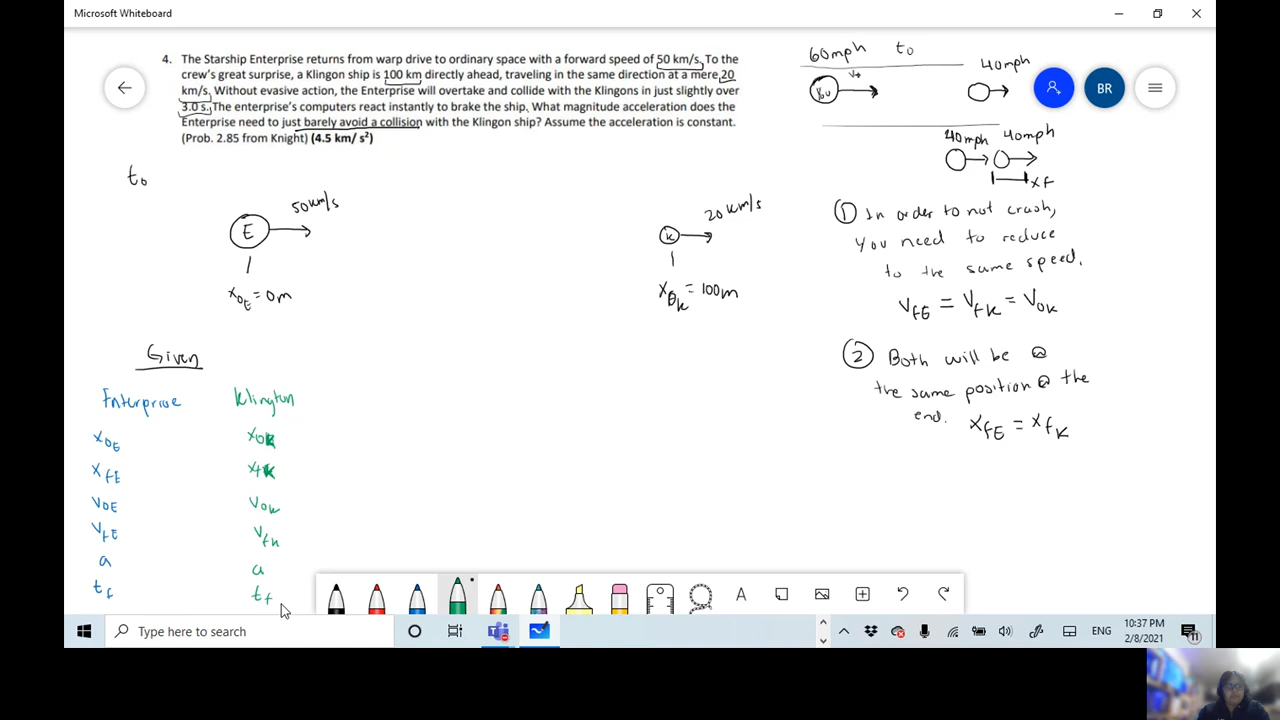 Microsoft Whiteboard
4. The Starship Enterprise returns from warp drive to ordinary space with a forward speed of 50 km/s. To the
crew's great surprise, a Klingon ship is 100 km directly ahead, traveling in the same direction at a mere 20
km/s. Without evasive action, the Enterprise will overtake and collide with the Klingons in just slightly over
3.0 s. The enterprise's computers react instantly to brake the ship. What magnitude acceleration does the
Enterprise need to just barely avoid a collision with the Klingon ship? Assume the acceleration is constant.
(Prob. 2.85 from Knight) (4.5 km/ s²)
60mph t₀
40mph
BR
40mph 40mph
xF
t₀
50km/s
E
x₀E = 0m
20km/s
K
x₀K = 100m
① In order to not crash,
you need to reduce
to the same speed.
VfE = VfK = V0K
② Both will be @
the same position @ the
end. XfE = XfK
Given
Enterprise Klington
x0E x0K
xfE xfK
V0E V0K
VfE Vfk
a a
tf tf
A
Type here to search
ENG
10:37 PM
2/8/2021
11